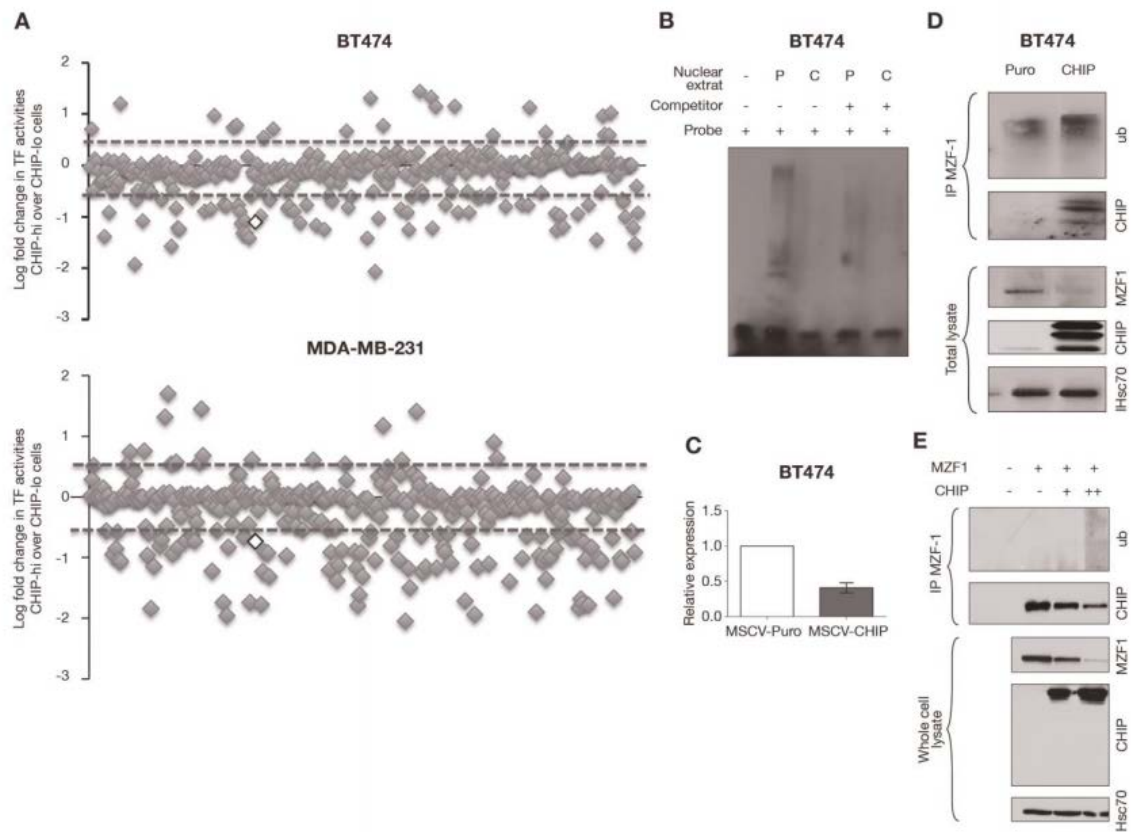 A
BT474
Log fold change in TF activities
CHIP-hi over CHIP-lo cells
2
1
0
-1
-2
-3
MDA-MB-231
Log fold change in TF activities
CHIP-hi over CHIP-lo cells
2
1
0
-1
-2
-3
B
BT474
Nuclear extrat - P C P C
Competitor - - - + +
Probe + + + + +
C
BT474
Relative expression
1.5
1.0
0.5
0.0
MSCV-Puro MSCV-CHIP
D
BT474
Puro CHIP
IP MZF-1
ub
CHIP
Total lysate
MZF1
CHIP
IHsc70
E
MZF1 - + + +
CHIP - - + ++
IP MZF-1
ub
CHIP
Whole cell
lysate
MZF1
CHIP
Hsc70